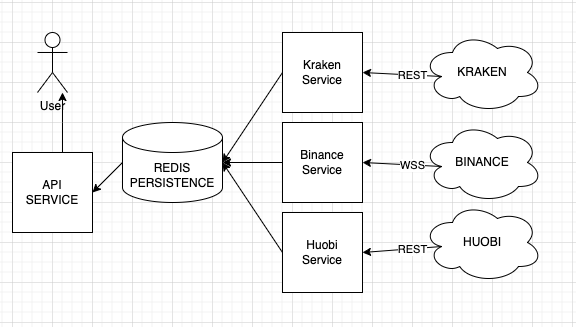 User
API
SERVICE
REDIS
PERSISTENCE
Kraken
Service
REST
KRAKEN
Binance
Service
WSS
BINANCE
Huobi
Service
REST
HUOBI